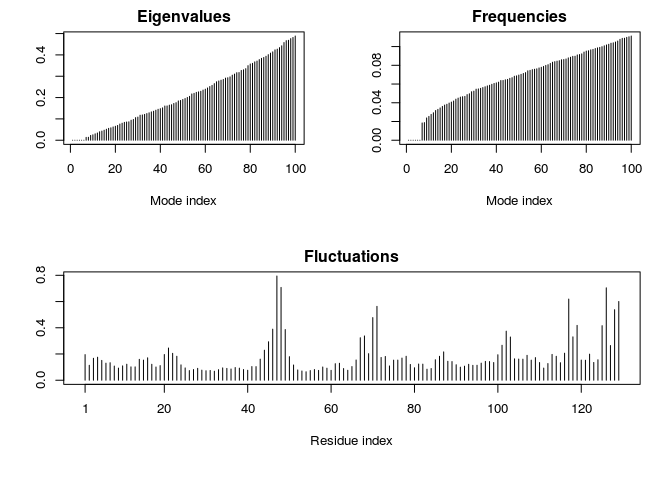 Eigenvalues
0.0 0.2 0.4
0 20 40 60 80 100
Mode index
Frequencies
0.00 0.04 0.08
0 20 40 60 80 100
Mode index
Fluctuations
0.0 0.4 0.8
1 20 40 60 80 100 120
Residue index